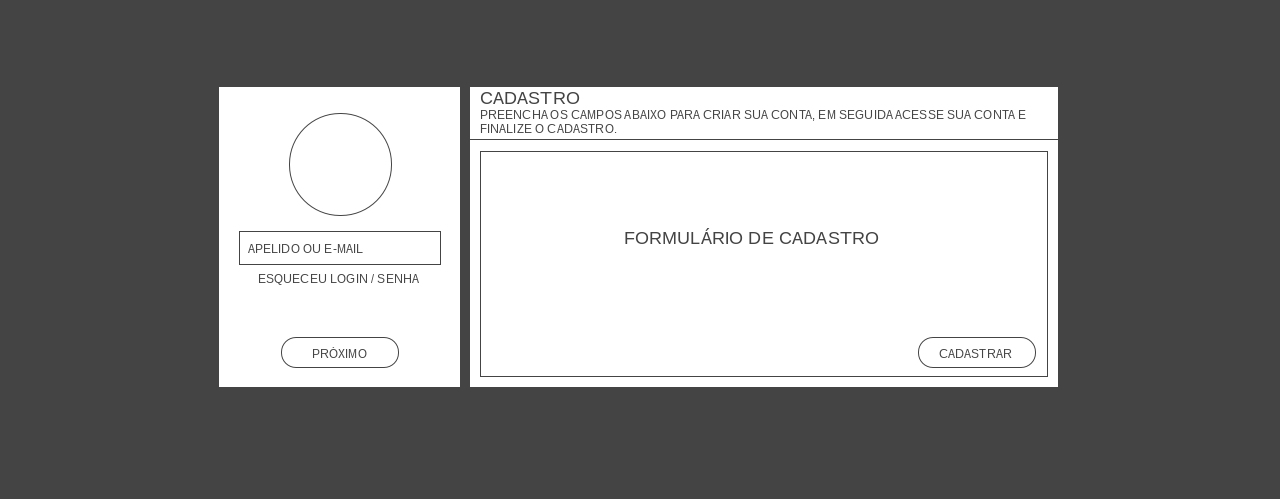 APELIDO OU E-MAIL
ESQUECEU LOGIN / SENHA
PRÓXIMO
CADASTRO
PREENCHA OS CAMPOS ABAIXO PARA CRIAR SUA CONTA, EM SEGUIDA ACESSE SUA CONTA E
FINALIZE O CADASTRO.
FORMULÁRIO DE CADASTRO
CADASTRAR